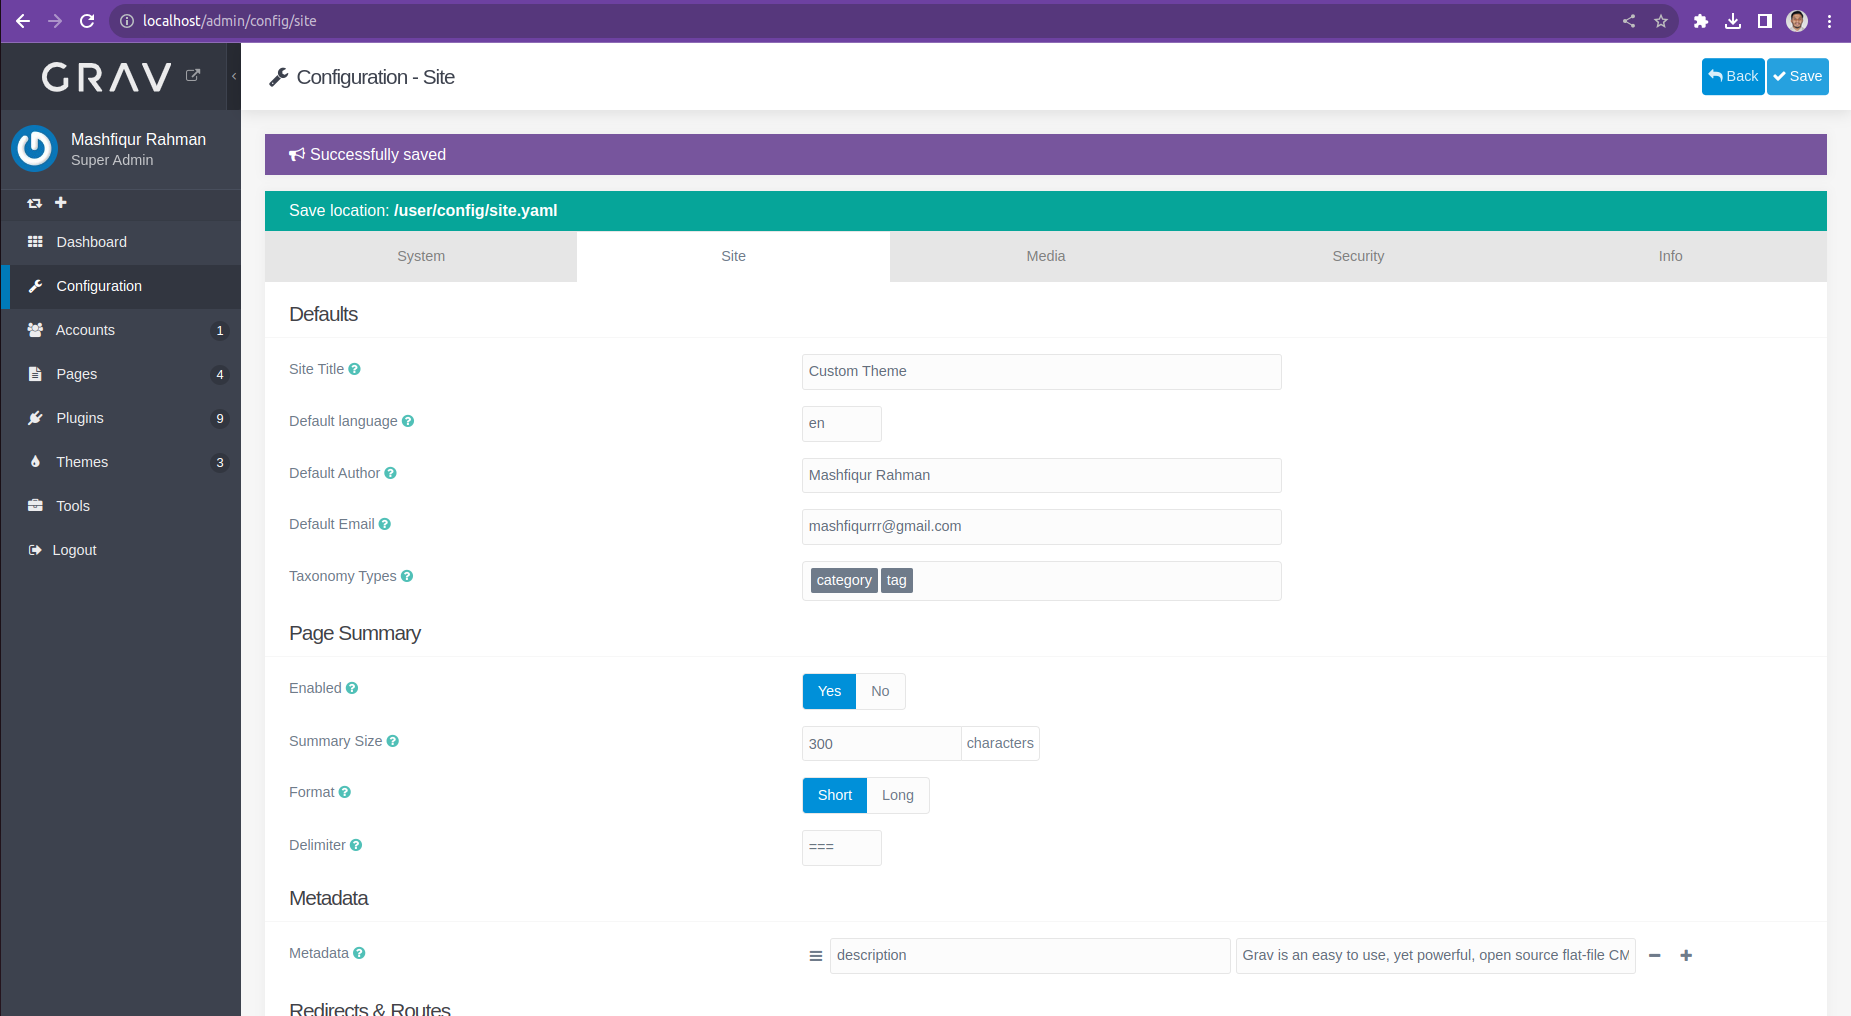 localhost/admin/config/site
GRAV
Configuration - Site
Back
Save
Mashfiqur Rahman
Super Admin
Dashboard
Configuration
Accounts 1
Pages 4
Plugins 9
Themes 3
Tools
Logout
Successfully saved
Save location: /user/config/site.yaml
System
Site
Media
Security
Info
Defaults
Site Title
Custom Theme
Default language
en
Default Author
Mashfiqur Rahman
Default Email
mashfiqurrr@gmail.com
Taxonomy Types
category tag
Page Summary
Enabled
Yes No
Summary Size
300 characters
Format
Short Long
Delimiter
===
Metadata
Metadata
description
Grav is an easy to use, yet powerful, open source flat-file CM
Redirects & Routes